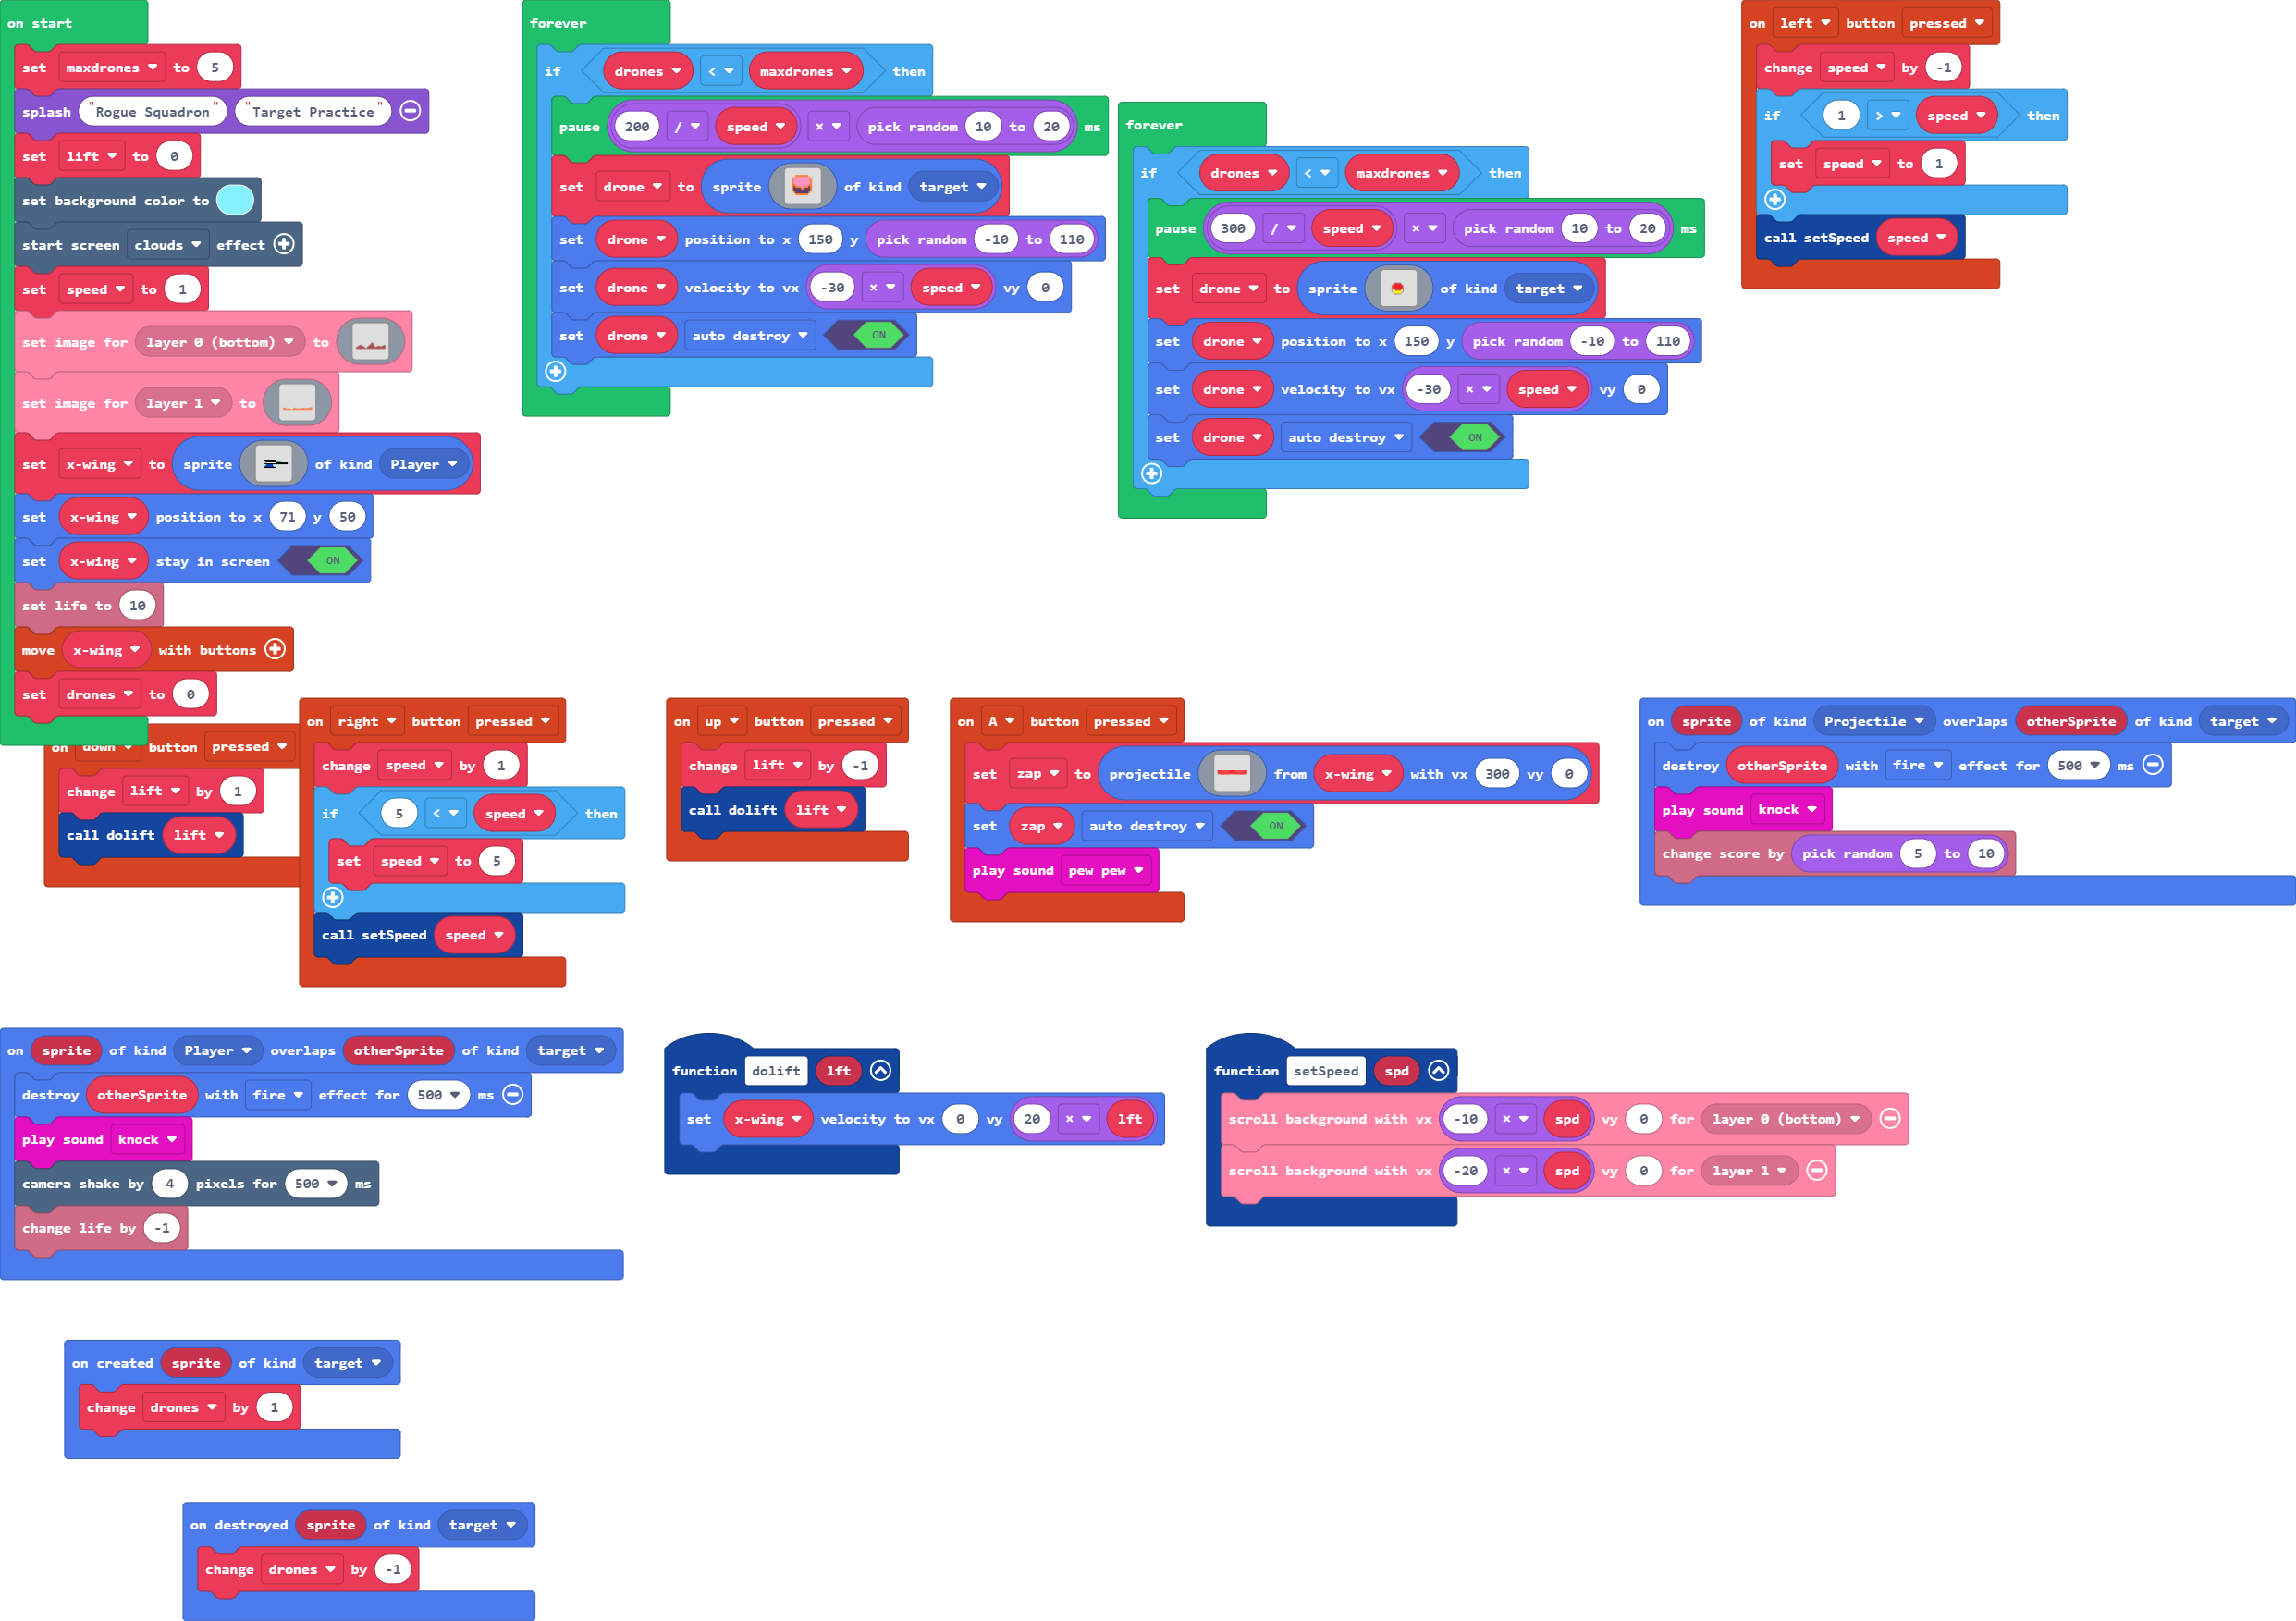 on start
set maxdrones to 5
splash "Rogue Squadron" "Target Practice"
set lift to 0
set background color to
start screen clouds effect
set speed to 1
set image for layer 0 (bottom) to
set image for layer 1 to
set x-wing to sprite of kind Player
set x-wing position to x 71 y 50
set x-wing stay in screen ON
set life to 10
move x-wing with buttons
set drones to 0
forever
if drones < maxdrones then
pause 200 / speed × pick random 10 to 20 ms
set drone to sprite of kind target
set drone position to x 150 y pick random -10 to 110
set drone velocity to vx -30 × speed vy 0
set drone auto destroy ON
forever
if drones < maxdrones then
pause 300 / speed × pick random 10 to 20 ms
set drone to sprite of kind target
set drone position to x 150 y pick random -10 to 110
set drone velocity to vx -30 × speed vy 0
set drone auto destroy ON
on left button pressed
change speed by -1
if 1 > speed then
set speed to 1
call setSpeed speed
on down button pressed
change lift by 1
call dolift lift
on right button pressed
change speed by 1
if 5 < speed then
set speed to 5
call setSpeed speed
on up button pressed
change lift by -1
call dolift lift
on A button pressed
set zap to projectile from x-wing with vx 300 vy 0
set zap auto destroy ON
play sound pew pew
on sprite of kind Projectile overlaps otherSprite of kind target
destroy otherSprite with fire effect for 500 ms
play sound knock
change score by pick random 5 to 10
on sprite of kind Player overlaps otherSprite of kind target
destroy otherSprite with fire effect for 500 ms
play sound knock
camera shake by 4 pixels for 500 ms
change life by -1
function dolift lft
set x-wing velocity to vx 0 vy 20 × lft
function setSpeed spd
scroll background with vx -10 × spd vy 0 for layer 0 (bottom)
scroll background with vx -20 × spd vy 0 for layer 1
on created sprite of kind target
change drones by 1
on destroyed sprite of kind target
change drones by -1